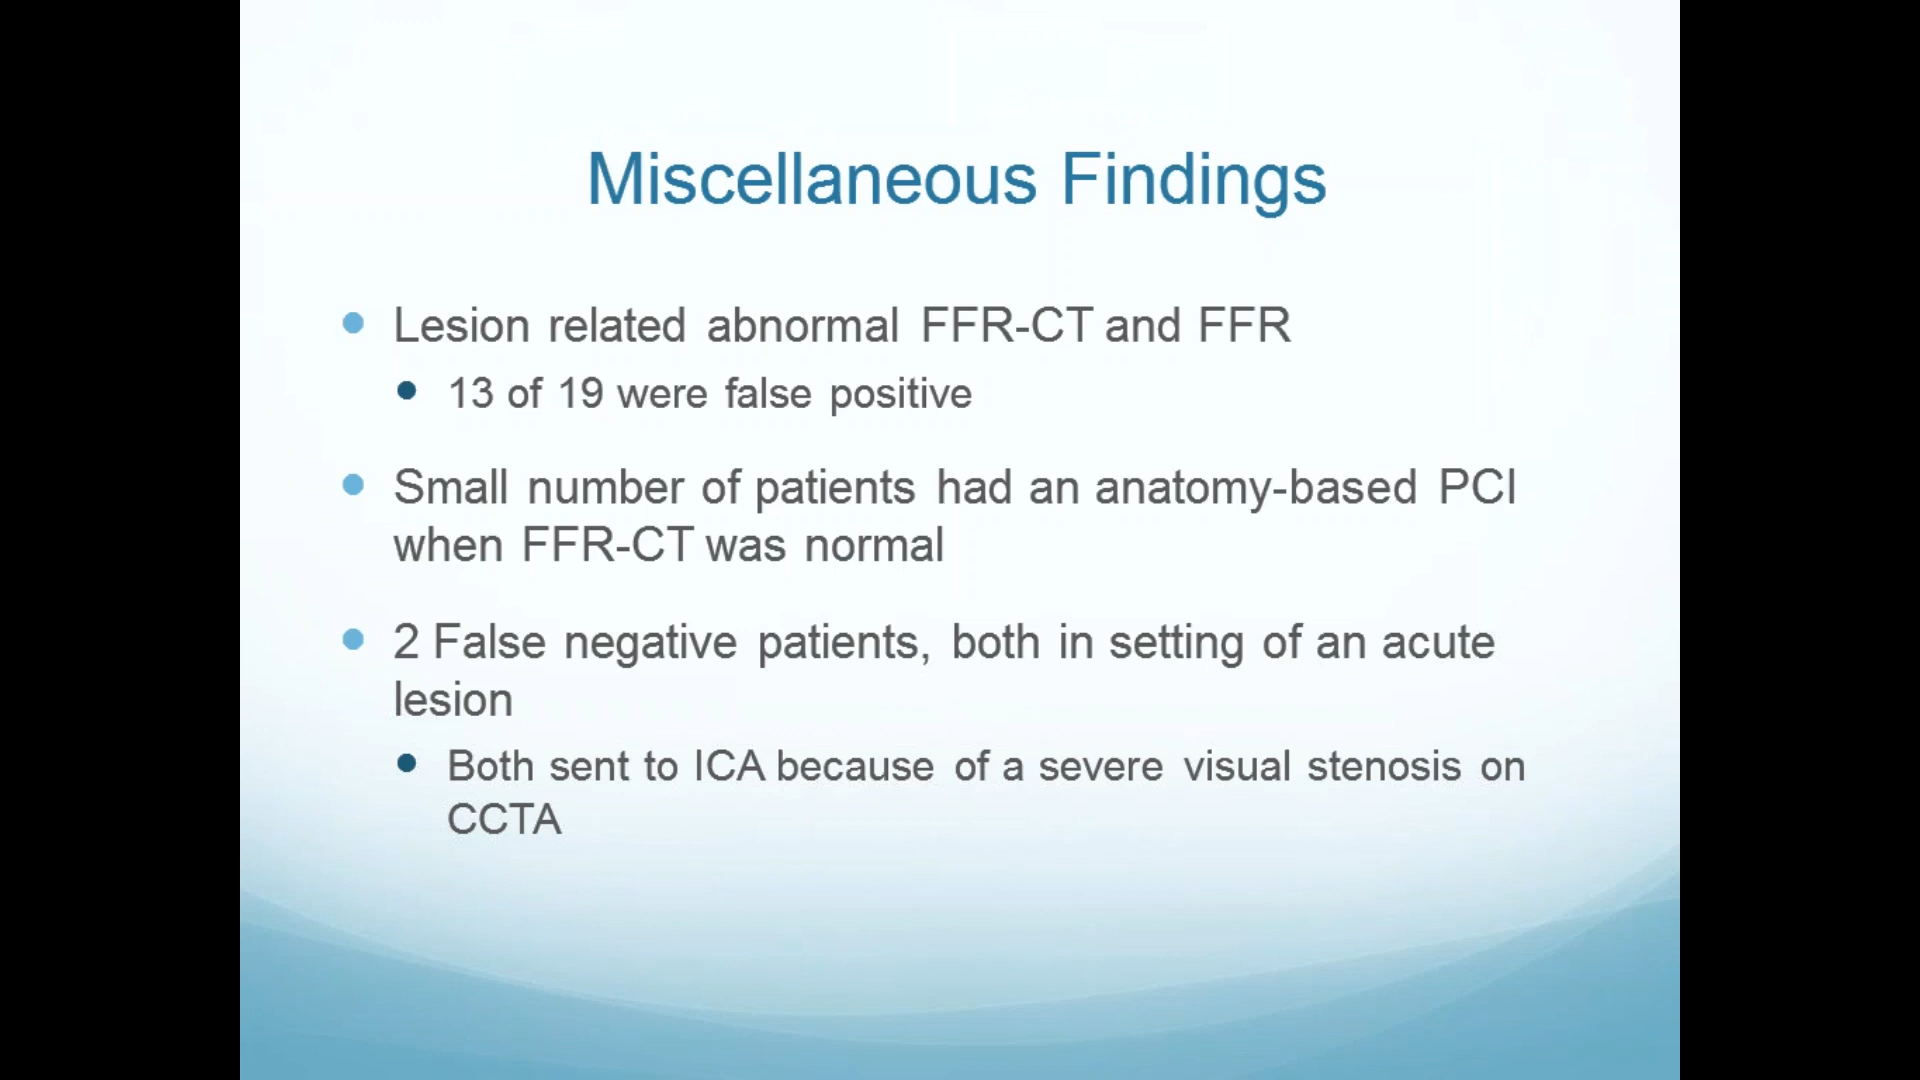 Miscellaneous Findings
Lesion related abnormal FFR-CT and FFR
13 of 19 were false positive
Small number of patients had an anatomy-based PCI
when FFR-CT was normal
2 False negative patients, both in setting of an acute
lesion
Both sent to ICA because of a severe visual stenosis on
CCTA